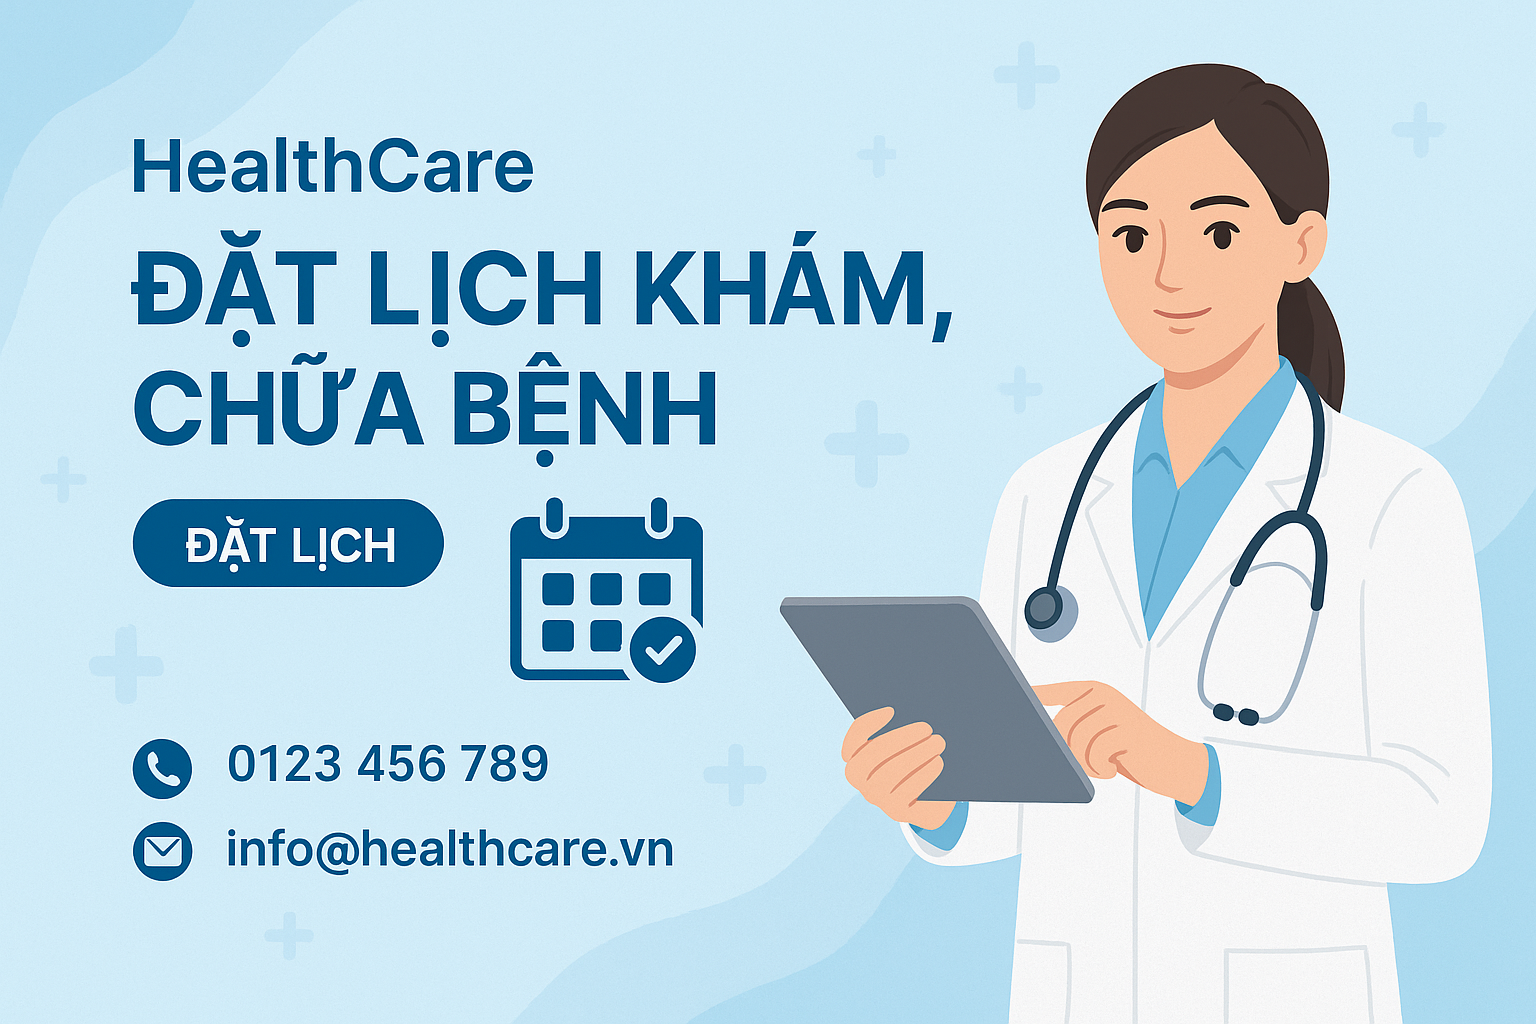 HealthCare
ĐẶT LỊCH KHÁM,
CHỮA BỆNH
ĐẶT LỊCH
0123 456 789
info@healthcare.vn